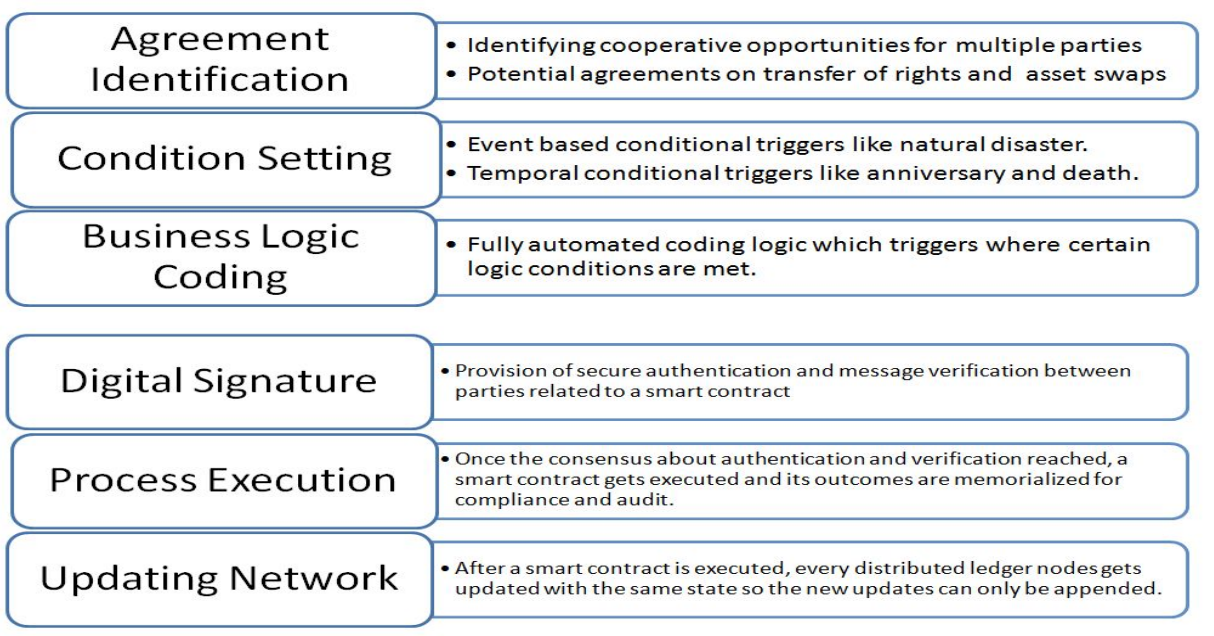 Agreement
Identification
• Identifying cooperative opportunities for multiple parties
• Potential agreements on transfer of rights and asset swaps
Condition Setting
• Event based conditional triggers like natural disaster.
• Temporal conditional triggers like anniversary and death.
Business Logic
Coding
• Fully automated coding logic which triggers where certain
logic conditions are met.
Digital Signature
• Provision of secure authentication and message verification between
parties related to a smart contract
Process Execution
• Once the consensus about authentication and verification reached, a
smart contract gets executed and its outcomes are memorialized for
compliance and audit.
Updating Network
• After a smart contract is executed, every distributed ledger nodes gets
updated with the same state so the new updates can only be appended.